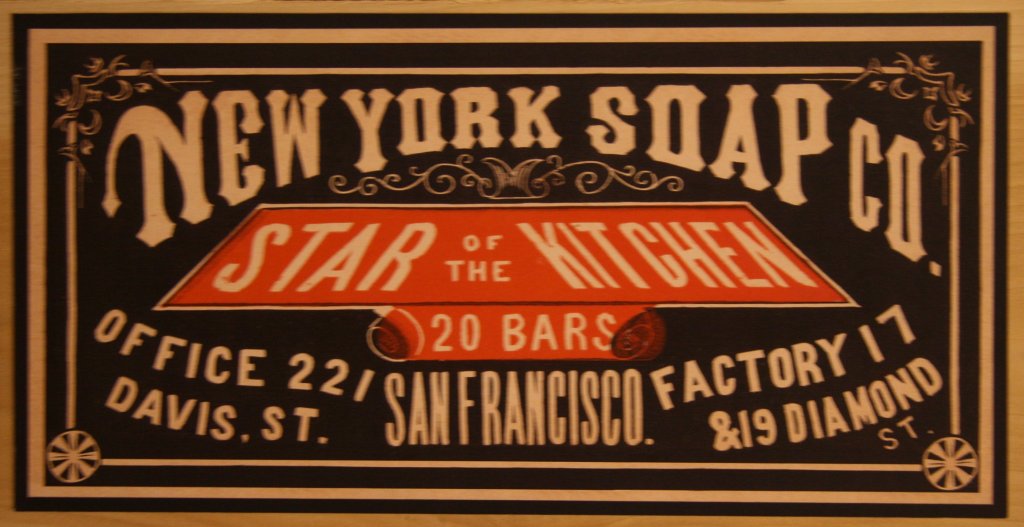 NEW YORK SOAP CO.
STAR OF THE KITCHEN
20 BARS
OFFICE 221
DAVIS, ST.
SAN FRANCISCO.
FACTORY 17
&19 DIAMOND
ST.